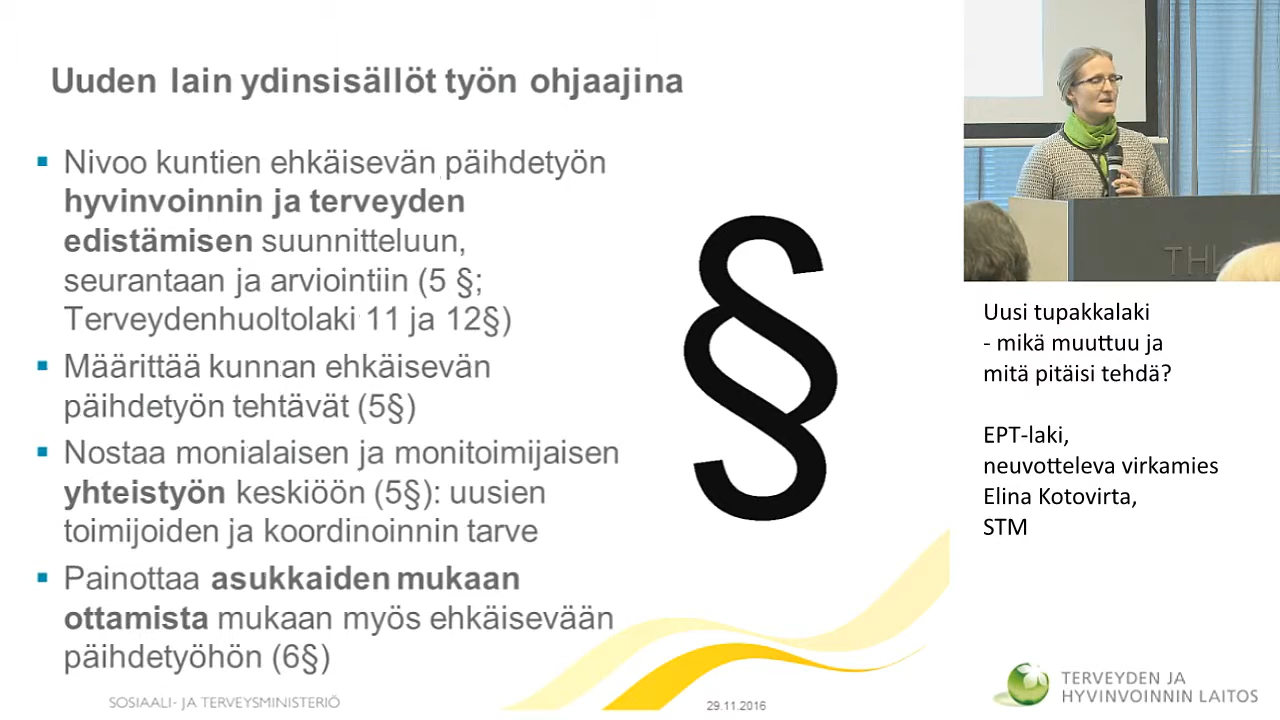 Uuden lain ydinsisällöt työn ohjaajina
Nivoo kuntien ehkäisevän päihdetyön
hyvinvoinnin ja terveyden
edistämisen suunnitteluun,
seurantaan ja arviointiin (5 §;
Terveydenhuoltolaki 11 ja 12§)
Määrittää kunnan ehkäisevän
päihdetyön tehtävät (5§)
Nostaa monialaisen ja monitoimijaisen
yhteistyön keskiöön (5§): uusien
toimijoiden ja koordinoinnin tarve
Painottaa asukkaiden mukaan
ottamista mukaan myös ehkäisevään
päihdetyöhön (6§)
§
SOSIAALI- JA TERVEYSMINISTERIÖ
29.11.2016
THL
Uusi tupakkalaki
- mikä muuttuu ja
mitä pitäisi tehdä?
EPT-laki,
neuvotteleva virkamies
Elina Kotovirta,
STM
TERVEYDEN JA
HYVINVOINNIN LAITOS